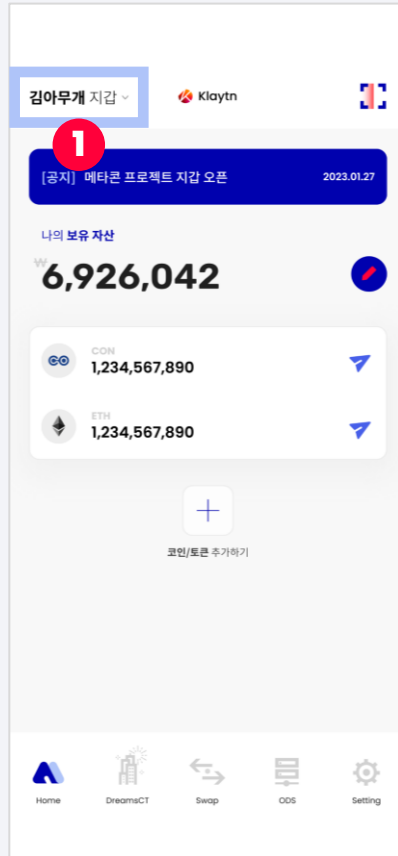 김아무개 지갑
Klaytn
1
[공지] 메타콘 프로젝트 지갑 오픈 2023.01.27
나의 보유 자산
₩6,926,042
CON
1,234,567,890
ETH
1,234,567,890
코인/토큰 추가하기
Home DreamsCT Swap ODS Setting